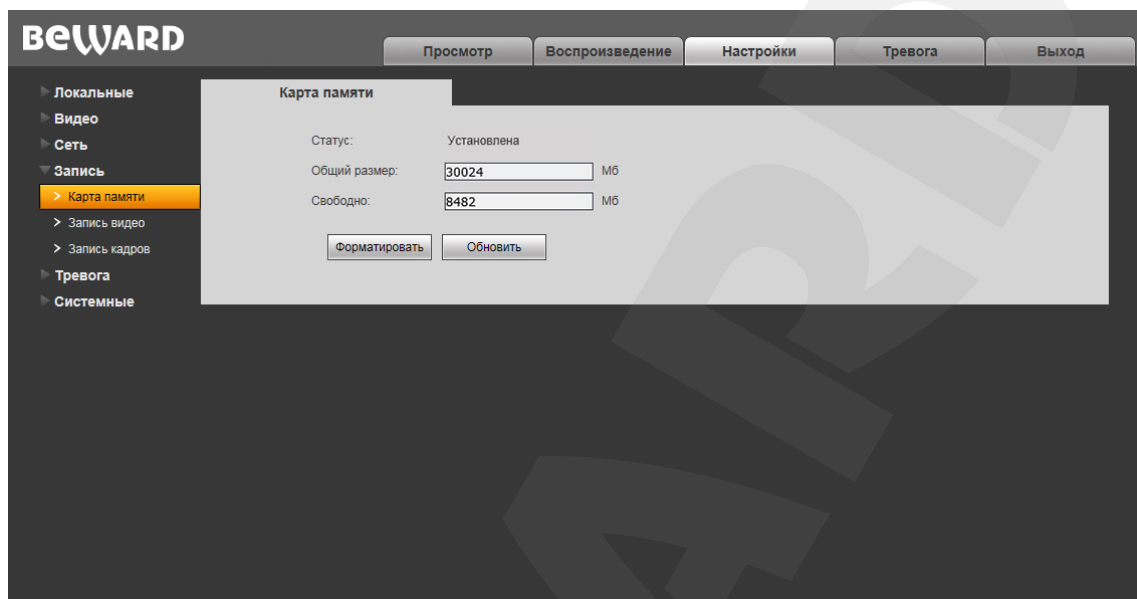 BEWARD
Просмотр Воспроизведение Настройки Тревога Выход
Локальные
Видео
Сеть
Запись
Карта памяти
Запись видео
Запись кадров
Тревога
Системные
Карта памяти
Статус: Установлена
Общий размер: 30024 Мб
Свободно: 8482 Мб
Форматировать Обновить